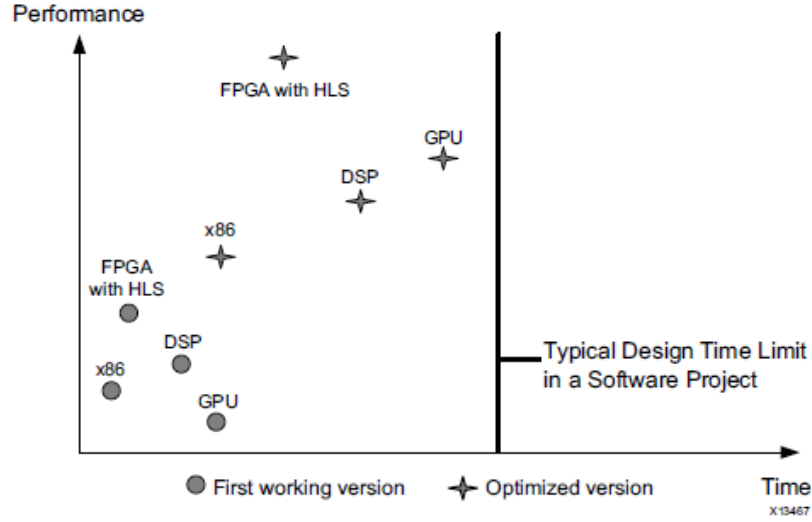 Performance
FPGA with HLS
GPU
DSP
x86
FPGA
with HLS
DSP
x86
GPU
Typical Design Time Limit
in a Software Project
First working version
Optimized version
Time
X13467